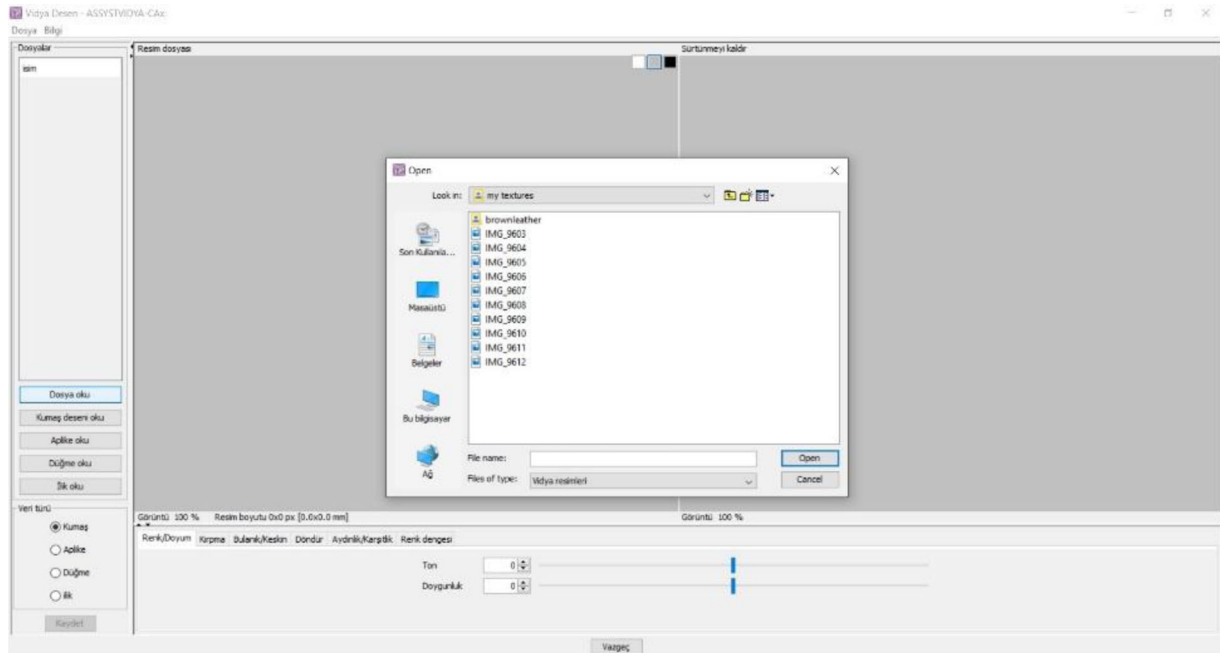 Vidya Desen - ASSYSTVIDYA-CAx
Dosya Bilgi
Dosyalar
isim
Dosya oku
Kumaş deseni oku
Aplike oku
Düğme oku
İlik oku
Veri türü
Kumaş
Aplike
Düğme
ilik
Kaydet
Resim dosyası
Sürtünmeyi kaldır
Open
Look in: my textures
Son Kullanıla...
Masaüstü
Belgeler
Bu bilgisayar
Ağ
brownleather
IMG_9603
IMG_9604
IMG_9605
IMG_9606
IMG_9607
IMG_9608
IMG_9609
IMG_9610
IMG_9611
IMG_9612
File name:
Open
Files of type: Vidya resimleri
Cancel
Görüntü 100 % Resim boyutu 0x0 px [0.0x0.0 mm]
Görüntü 100 %
Renk/Doyum Kırpma Bulanık/Keskin Döndür Aydınlık/Karşıtlık Renk dengesi
Ton 0
Doygunluk 0
Vazgeç